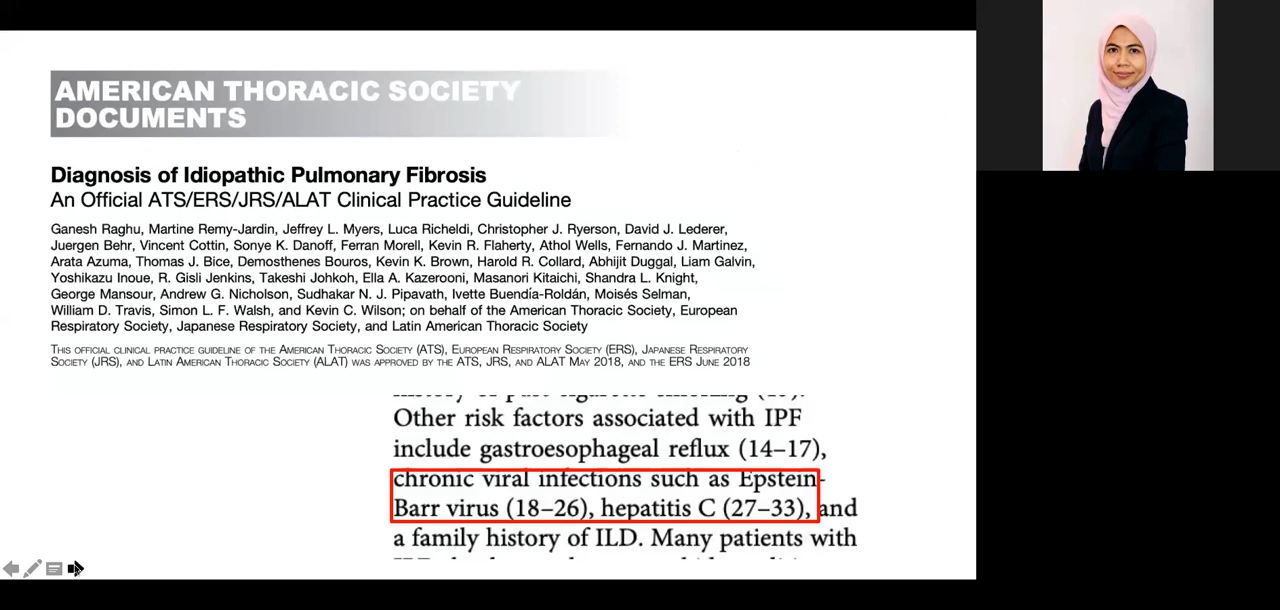 AMERICAN THORACIC SOCIETY
DOCUMENTS
Diagnosis of Idiopathic Pulmonary Fibrosis
An Official ATS/ERS/JRS/ALAT Clinical Practice Guideline
Ganesh Raghu, Martine Remy-Jardin, Jeffrey L. Myers, Luca Richeldi, Christopher J. Ryerson, David J. Lederer,
Juergen Behr, Vincent Cottin, Sonye K. Danoff, Ferran Morell, Kevin R. Flaherty, Athol Wells, Fernando J. Martinez,
Arata Azuma, Thomas J. Bice, Demosthenes Bouros, Kevin K. Brown, Harold R. Collard, Abhijit Duggal, Liam Galvin,
Yoshikazu Inoue, R. Gisli Jenkins, Takeshi Johkoh, Ella A. Kazerooni, Masanori Kitaichi, Shandra L. Knight,
George Mansour, Andrew G. Nicholson, Sudhakar N. J. Pipavath, Ivette Buendía-Roldán, Moisés Selman,
William D. Travis, Simon L. F. Walsh, and Kevin C. Wilson; on behalf of the American Thoracic Society, European
Respiratory Society, Japanese Respiratory Society, and Latin American Thoracic Society
THIS OFFICIAL CLINICAL PRACTICE GUIDELINE OF THE AMERICAN THORACIC SOCIETY (ATS), EUROPEAN RESPIRATORY SOCIETY (ERS), JAPANESE RESPIRATORY
SOCIETY (JRS), AND LATIN AMERICAN THORACIC SOCIETY (ALAT) WAS APPROVED BY THE ATS, JRS, AND ALAT MAY 2018, AND THE ERS JUNE 2018
Other risk factors associated with IPF
include gastroesophageal reflux (14–17),
chronic viral infections such as Epstein-
Barr virus (18–26), hepatitis C (27–33), and
a family history of ILD. Many patients with